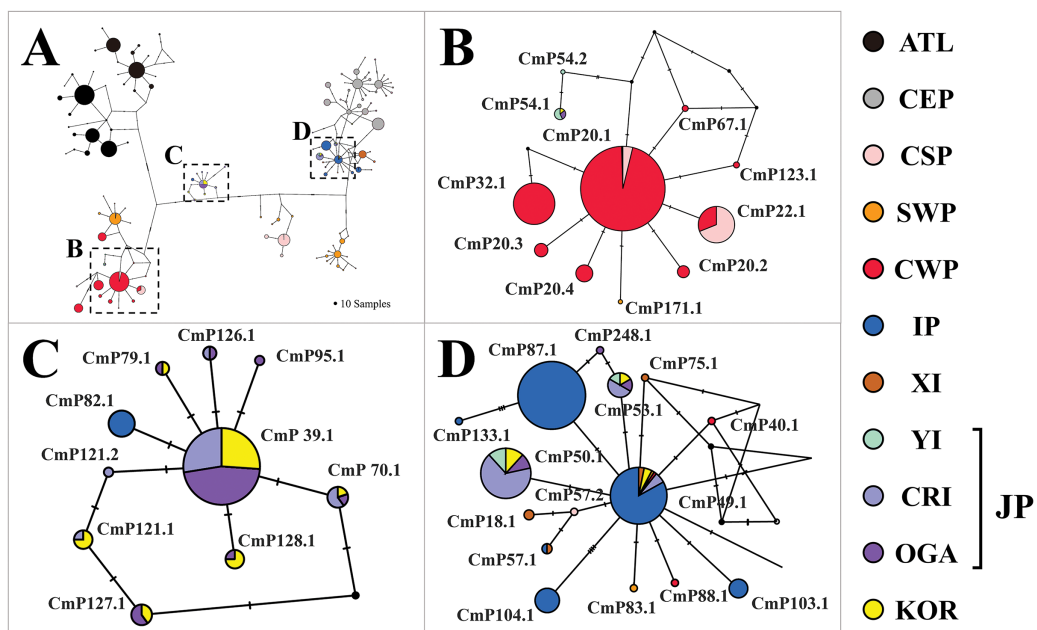 A
D
C
B
10 Samples
B
CmP54.2
CmP54.1
CmP20.1
CmP67.1
CmP32.1
CmP123.1
CmP22.1
CmP20.3
CmP20.2
CmP20.4
CmP171.1
C
CmP126.1
CmP79.1
CmP95.1
CmP82.1
CmP 39.1
CmP121.2
CmP 70.1
CmP121.1
CmP128.1
CmP127.1
D
CmP248.1
CmP87.1
CmP75.1
CmP53.1
CmP40.1
CmP133.1
CmP50.1
CmP57.2
CmP49.1
CmP18.1
CmP57.1
CmP104.1
CmP83.1
CmP88.1
CmP103.1
ATL
CEP
CSP
SWP
CWP
IP
XI
YI
CRI
JP
OGA
KOR